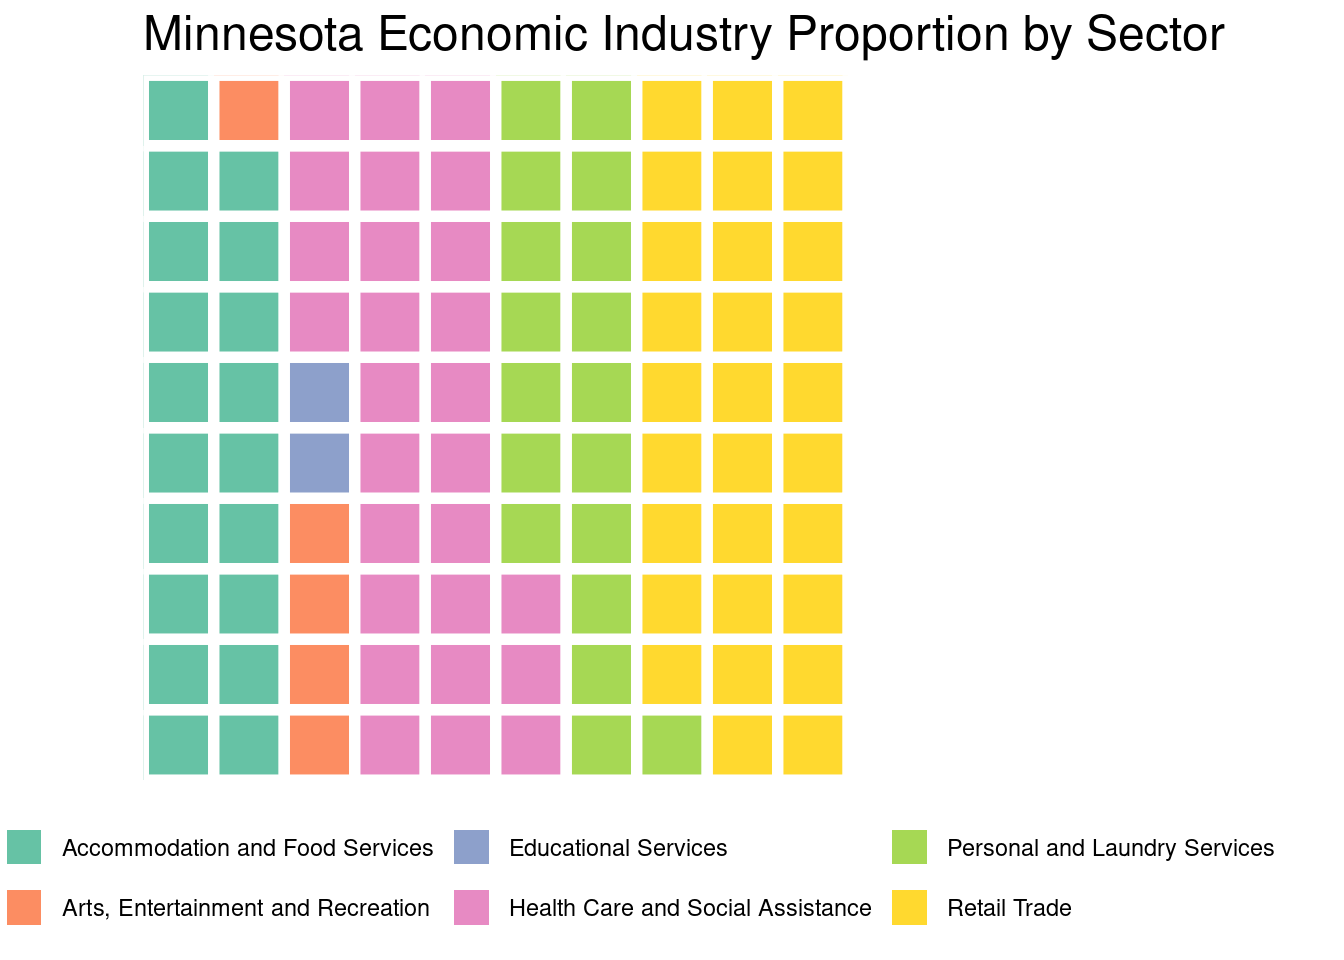 Minnesota Economic Industry Proportion by Sector
Accommodation and Food Services
Educational Services
Personal and Laundry Services
Arts, Entertainment and Recreation
Health Care and Social Assistance
Retail Trade